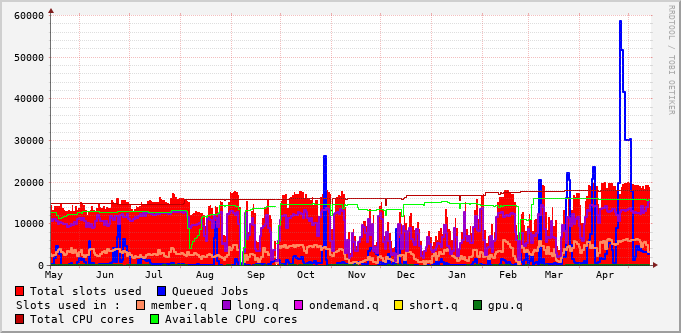 60000
50000
40000
30000
20000
10000
0
May Jun Jul Aug Sep Oct Nov Dec Jan Feb Mar Apr
RRDTOOL / TOBI OETIKER
Total slots used Queued Jobs
Slots used in : member.q long.q ondemand.q short.q gpu.q
Total CPU cores Available CPU cores